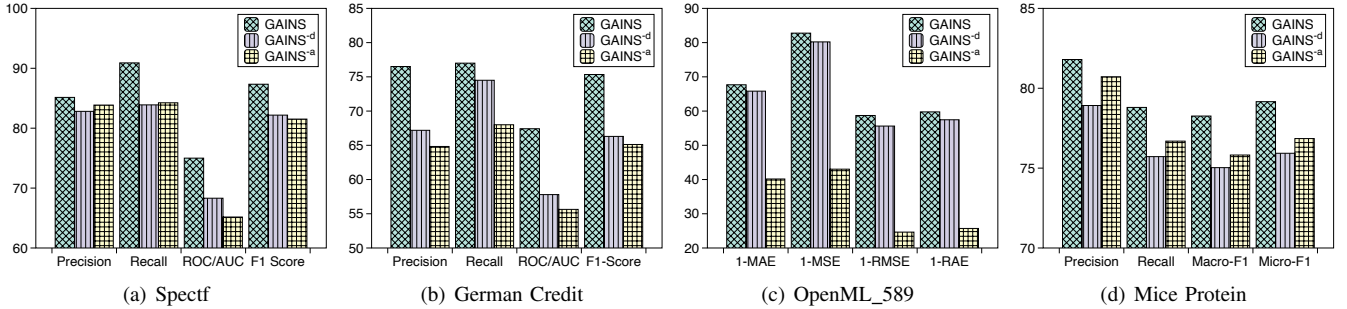 100
90
80
70
60
GAINS
GAINS-d
GAINS-a
Precision Recall ROC/AUC F1 Score
(a) Spectf
85
80
75
70
65
60
55
50
GAINS
GAINS-d
GAINS-a
Precision Recall ROC/AUC F1-Score
(b) German Credit
90
80
70
60
50
40
30
20
GAINS
GAINS-d
GAINS-a
1-MAE 1-MSE 1-RMSE 1-RAE
(c) OpenML_589
85
80
75
70
GAINS
GAINS-d
GAINS-a
Precision Recall Macro-F1 Micro-F1
(d) Mice Protein